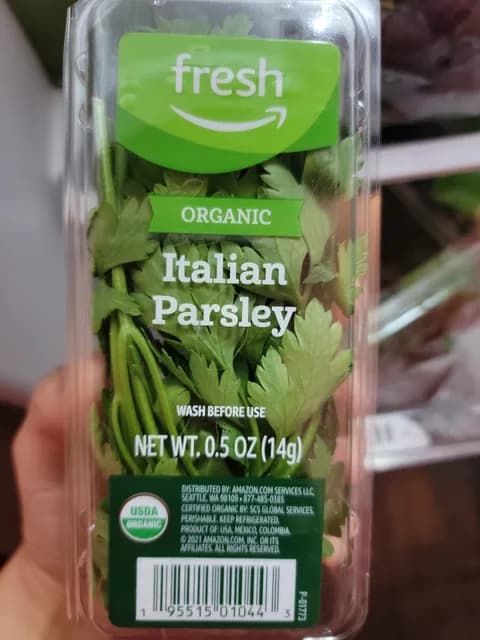 fresh
ORGANIC
Italian
Parsley
WASH BEFORE USE
NET WT. 0.5 OZ (14g)
USDA
ORGANIC
DISTRIBUTED BY: AMAZON.COM SERVICES LLC,
SEATTLE, WA 98109 • 877-485-0385
CERTIFIED ORGANIC BY: SCS GLOBAL SERVICES.
PERISHABLE. KEEP REFRIGERATED.
PRODUCT OF: USA, MEXICO, COLOMBIA.
© 2021 AMAZON.COM, INC. OR ITS
AFFILIATES. ALL RIGHTS RESERVED.
1 95515 01044 3
P-01773